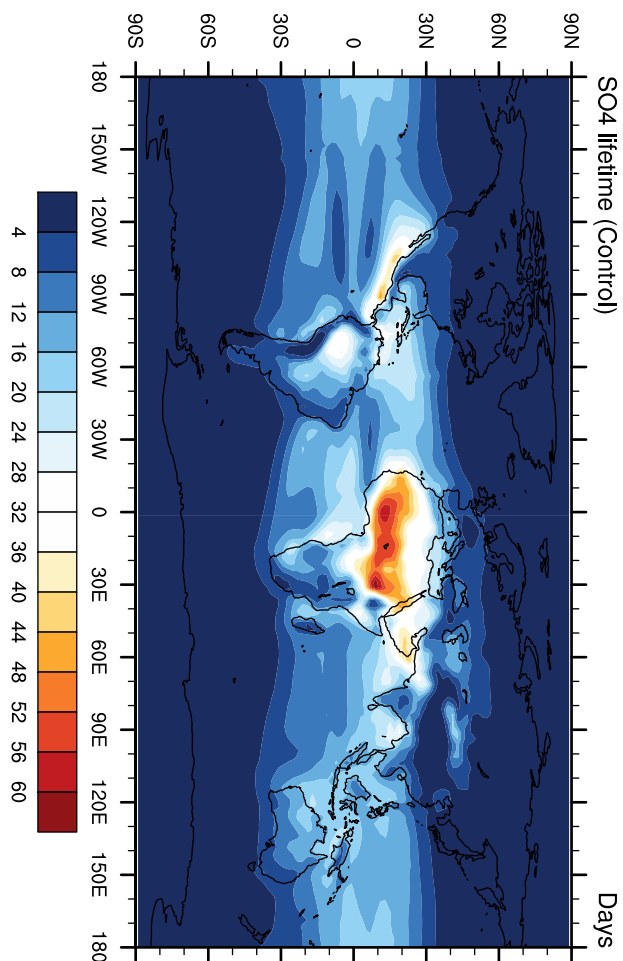 SO4 lifetime (Control) Days
90N
60N
30N
0
30S
60S
90S
180 150W 120W 90W 60W 30W 0 30E 60E 90E 120E 150E 180
4 8 12 16 20 24 28 32 36 40 44 48 52 56 60